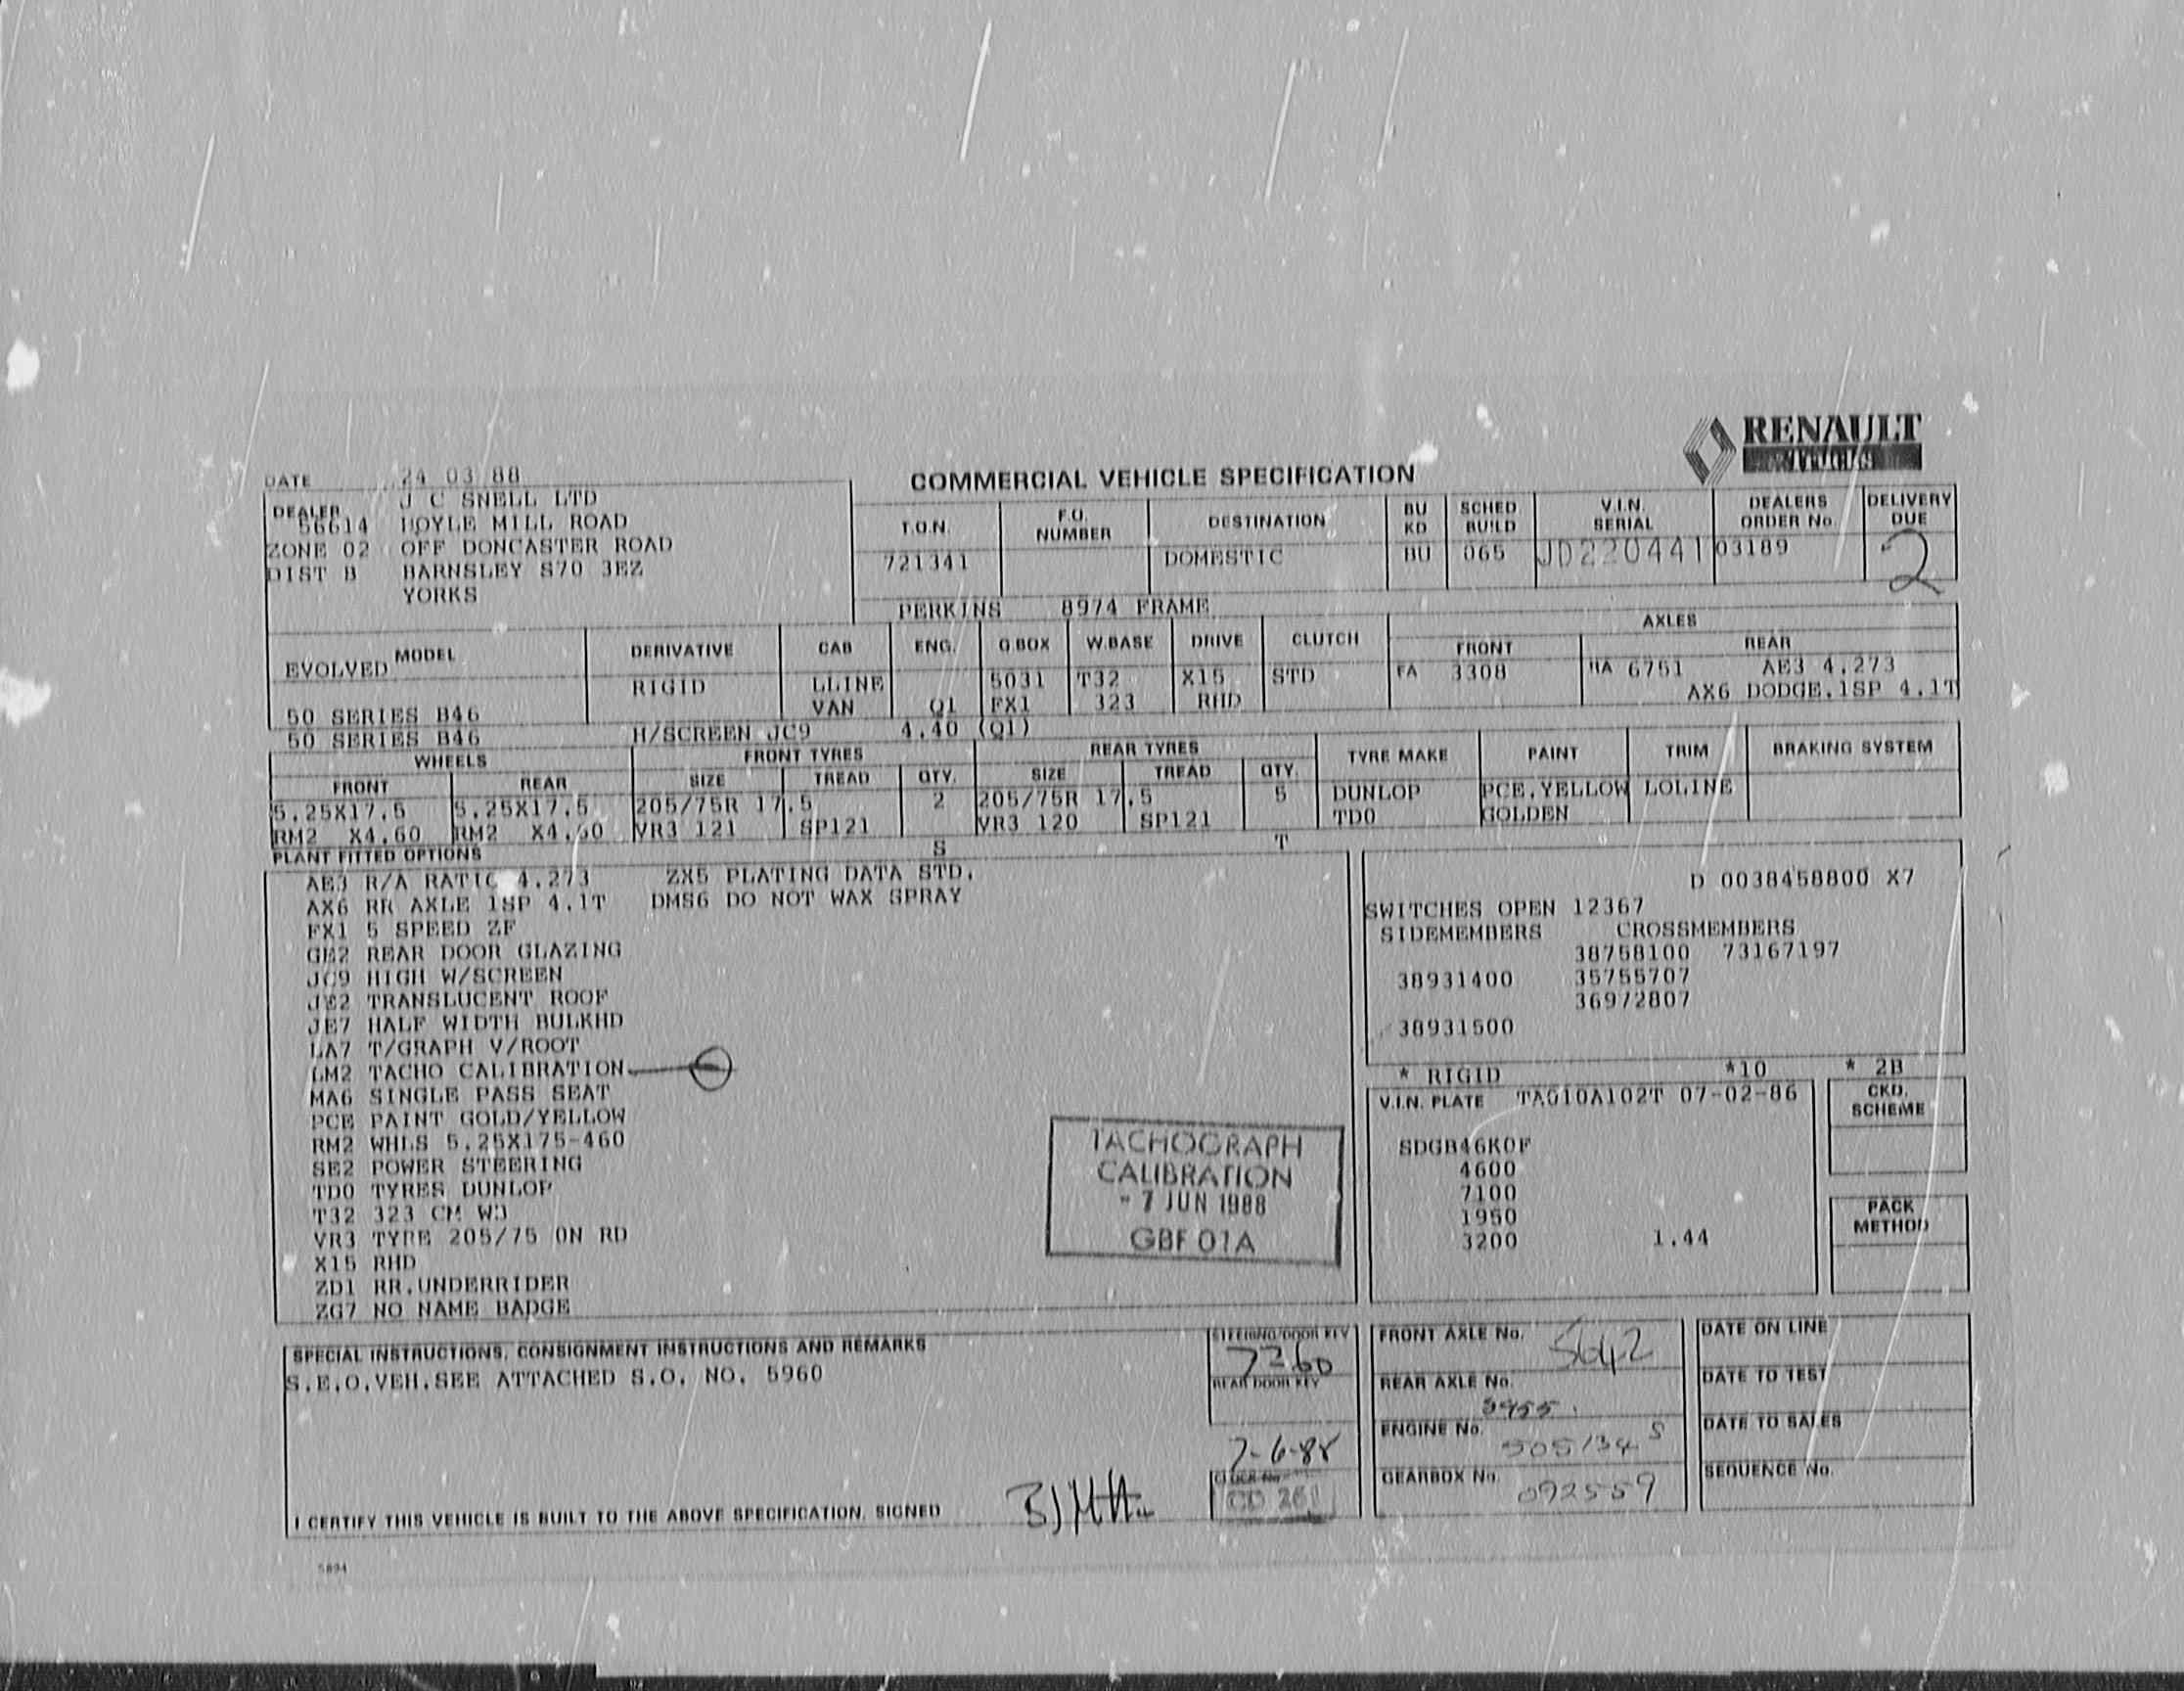 RENAULT
TRUCKS
COMMERCIAL VEHICLE SPECIFICATION
DATE 24 03 88
DEALER J C SNELL LTD
56614 HOYLE MILL ROAD
ZONE 02 OFF DONCASTER ROAD
DIST B BARNSLEY S70 3EZ
YORKS
T.O.N. F.O. NUMBER DESTINATION BU KD SCHED BUILD V.I.N. SERIAL DEALERS ORDER No. DELIVERY DUE
721341 DOMESTIC BU 065 JD220441 03189 2
PERKINS 8974 FRAME
MODEL DERIVATIVE CAB ENG. G.BOX W.BASE DRIVE CLUTCH AXLES
FRONT REAR
EVOLVED RIGID LLINE 5031 T32 X15 STD FA 3308 RA 6751 AE3 4.273
50 SERIES B46 VAN Q1 FX1 323 RHD AX6 DODGE.1SP 4.1T
50 SERIES B46 H/SCREEN JC9 4.40 (Q1)
WHEELS FRONT TYRES REAR TYRES TYRE MAKE PAINT TRIM BRAKING SYSTEM
FRONT REAR SIZE TREAD QTY. SIZE TREAD QTY.
5.25X17.5 5.25X17.5 205/75R 17.5 2 205/75R 17.5 5 DUNLOP PCE.YELLOW LOLINE
RM2 X4.60 RM2 X4.60 VR3 121 SP121 VR3 120 SP121 TD0 GOLDEN
S T
PLANT FITTED OPTIONS
AE3 R/A RATIO 4.273 ZX5 PLATING DATA STD.
AX6 RR AXLE 1SP 4.1T DMS6 DO NOT WAX SPRAY
FX1 5 SPEED ZF
GE2 REAR DOOR GLAZING
JC9 HIGH W/SCREEN
JE2 TRANSLUCENT ROOF
JE7 HALF WIDTH BULKHD
LA7 T/GRAPH V/ROOT
LM2 TACHO CALIBRATION
MA6 SINGLE PASS SEAT
PCE PAINT GOLD/YELLOW
RM2 WHLS 5.25X175-460
SE2 POWER STEERING
TD0 TYRES DUNLOP
T32 323 CM WB
VR3 TYRE 205/75 ON RD
X15 RHD
ZD1 RR.UNDERRIDER
ZG7 NO NAME BADGE
TACHOGRAPH
CALIBRATION
- 7 JUN 1988
GBF 01A
D 0038458800 X7
SWITCHES OPEN 12367
SIDEMEMBERS CROSSMEMBERS
38758100 73167197
38931400 35755707
36972807
38931500
* RIGID *10 * 2B
V.I.N. PLATE TAG10A102T 07-02-86
SDGB46K0F
4600
7100
1950
3200 1.44
CKD. SCHEME
PACK METHOD
SPECIAL INSTRUCTIONS, CONSIGNMENT INSTRUCTIONS AND REMARKS
S.E.O.VEH.SEE ATTACHED S.O. NO. 5960
7260
REAR DOOR KEY
7-6-88
CLOCK No.
CD 261
I CERTIFY THIS VEHICLE IS BUILT TO THE ABOVE SPECIFICATION. SIGNED
FRONT AXLE No. 5642
REAR AXLE No. 3955
ENGINE No. 505134 S
GEARBOX No. 092559
DATE ON LINE
DATE TO TEST
DATE TO SALES
SEQUENCE No.
5894